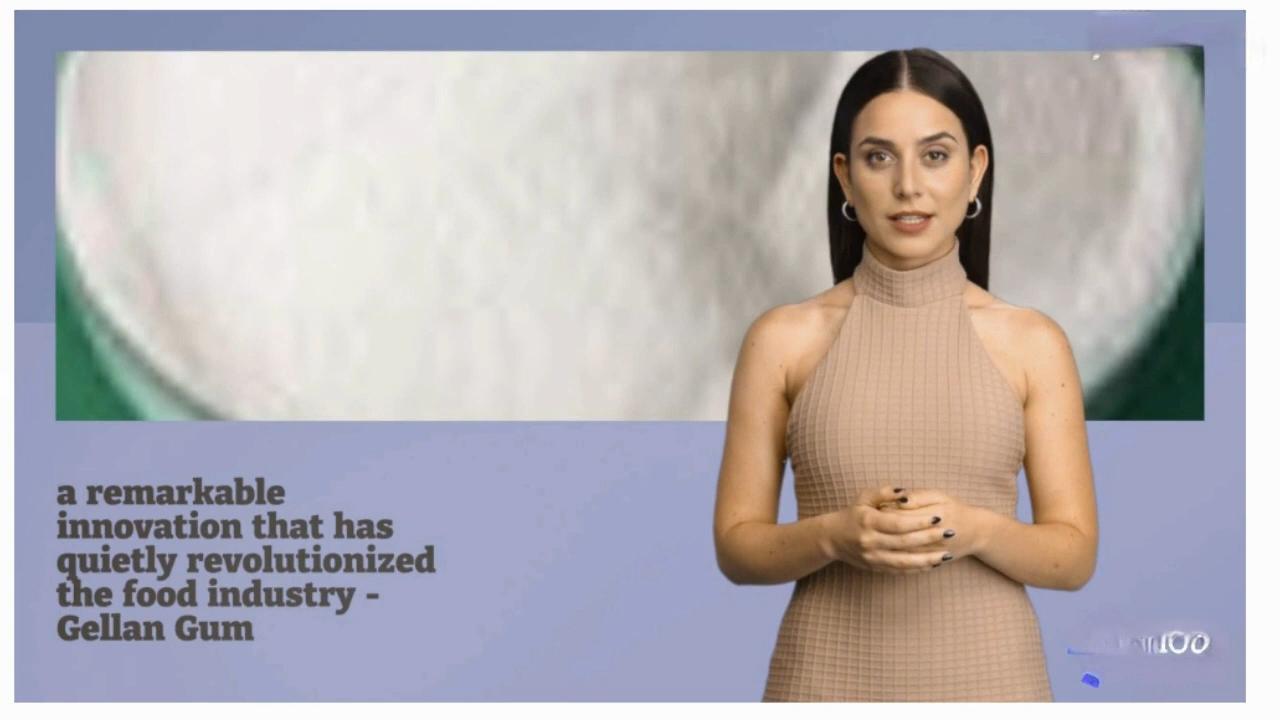 a remarkable
innovation that has
quietly revolutionized
the food industry -
Gellan Gum